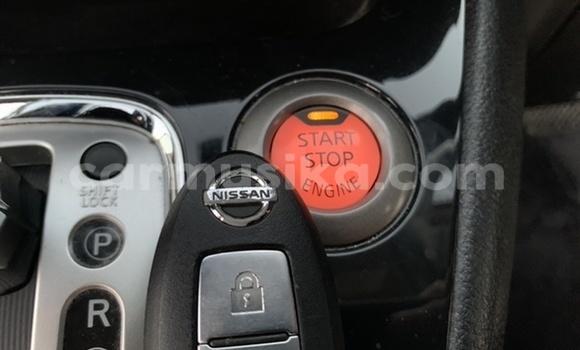 START
STOP
ENGINE
carmusika.com
SHIFT
LOCK
NISSAN
P
R